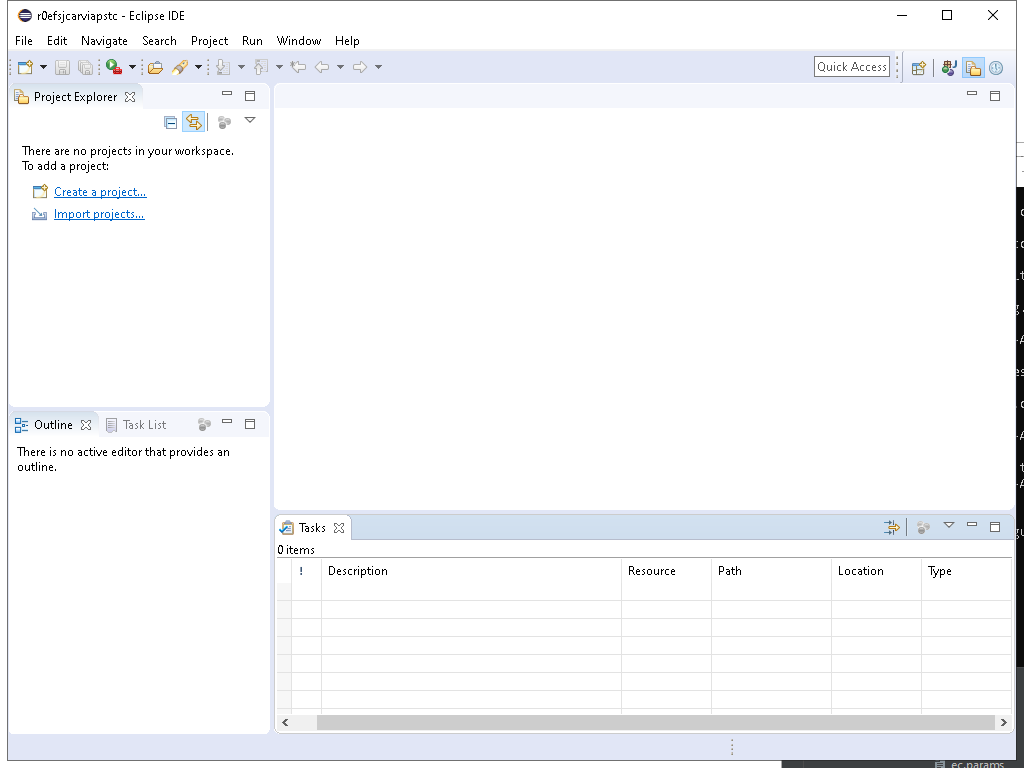 r0efsjcarviapstc - Eclipse IDE
File Edit Navigate Search Project Run Window Help
Quick Access
Project Explorer
There are no projects in your workspace.
To add a project:
Create a project...
Import projects...
Outline Task List
There is no active editor that provides an
outline.
Tasks
0 items
! Description Resource Path Location Type
ec.params